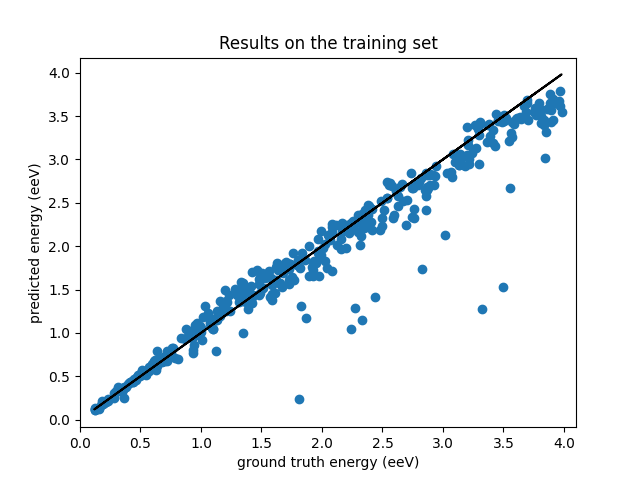 Results on the training set
4.0
3.5
3.0
2.5
2.0
1.5
1.0
0.5
0.0
predicted energy (eeV)
0.0 0.5 1.0 1.5 2.0 2.5 3.0 3.5 4.0
ground truth energy (eeV)